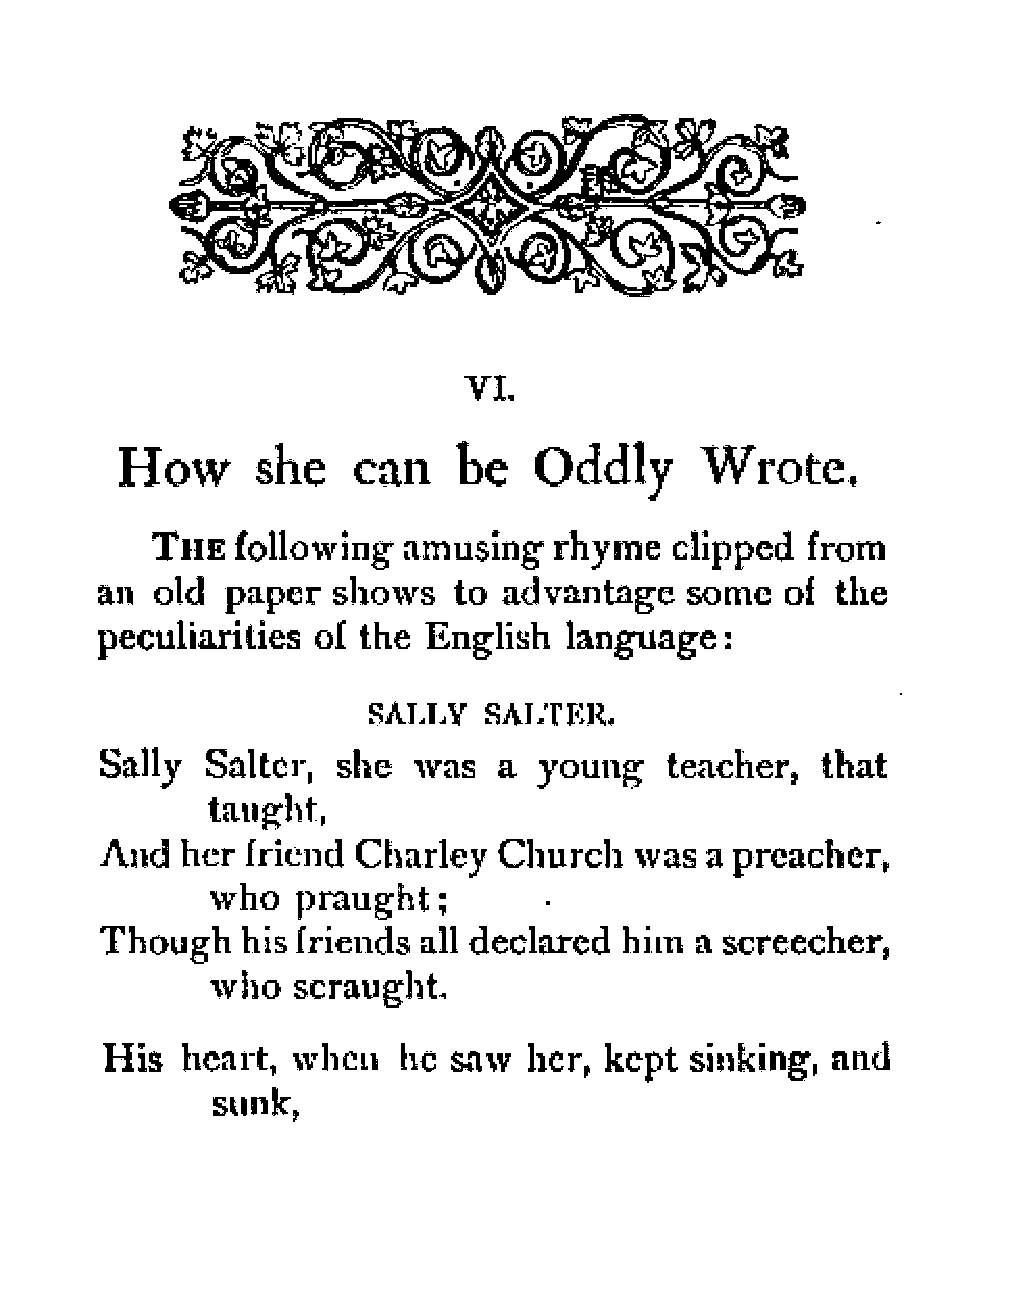 VI.
How she can be Oddly Wrote.
THE following amusing rhyme clipped from
an old paper shows to advantage some of the
peculiarities of the English language:
SALLY SALTER.
Sally Salter, she was a young teacher, that
taught,
And her friend Charley Church was a preacher,
who praught;
Though his friends all declared him a screecher,
who scraught.
His heart, when he saw her, kept sinking, and
sunk,